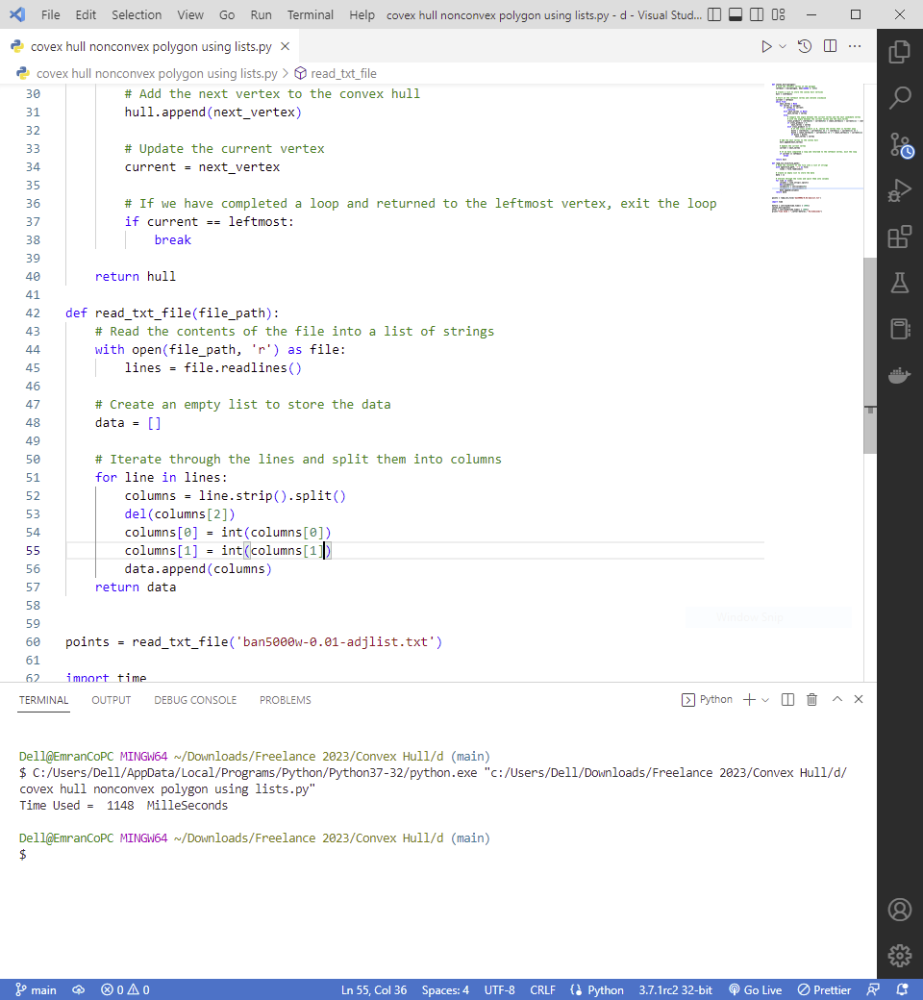 File Edit Selection View Go Run Terminal Help covex hull nonconvex polygon using lists.py - d - Visual Stud...
covex hull nonconvex polygon using lists.py
covex hull nonconvex polygon using lists.py > read_txt_file
30 # Add the next vertex to the convex hull
31 hull.append(next_vertex)
32
33 # Update the current vertex
34 current = next_vertex
35
36 # If we have completed a loop and returned to the leftmost vertex, exit the loop
37 if current == leftmost:
38 break
39
40 return hull
41
42 def read_txt_file(file_path):
43 # Read the contents of the file into a list of strings
44 with open(file_path, 'r') as file:
45 lines = file.readlines()
46
47 # Create an empty list to store the data
48 data = []
49
50 # Iterate through the lines and split them into columns
51 for line in lines:
52 columns = line.strip().split()
53 del(columns[2])
54 columns[0] = int(columns[0])
55 columns[1] = int(columns[1])
56 data.append(columns)
57 return data
58
59
Window Snip
60 points = read_txt_file('ban5000w-0.01-adjlist.txt')
61
62 import time
TERMINAL OUTPUT DEBUG CONSOLE PROBLEMS Python
Dell@EmranCoPC MINGW64 ~/Downloads/Freelance 2023/Convex Hull/d (main)
$ C:/Users/Dell/AppData/Local/Programs/Python/Python37-32/python.exe "c:/Users/Dell/Downloads/Freelance 2023/Convex Hull/d/
covex hull nonconvex polygon using lists.py"
Time Used = 1148 MilleSeconds
Dell@EmranCoPC MINGW64 ~/Downloads/Freelance 2023/Convex Hull/d (main)
$
main 0 0 Ln 55, Col 36 Spaces: 4 UTF-8 CRLF Python 3.7.1rc2 32-bit Go Live Prettier